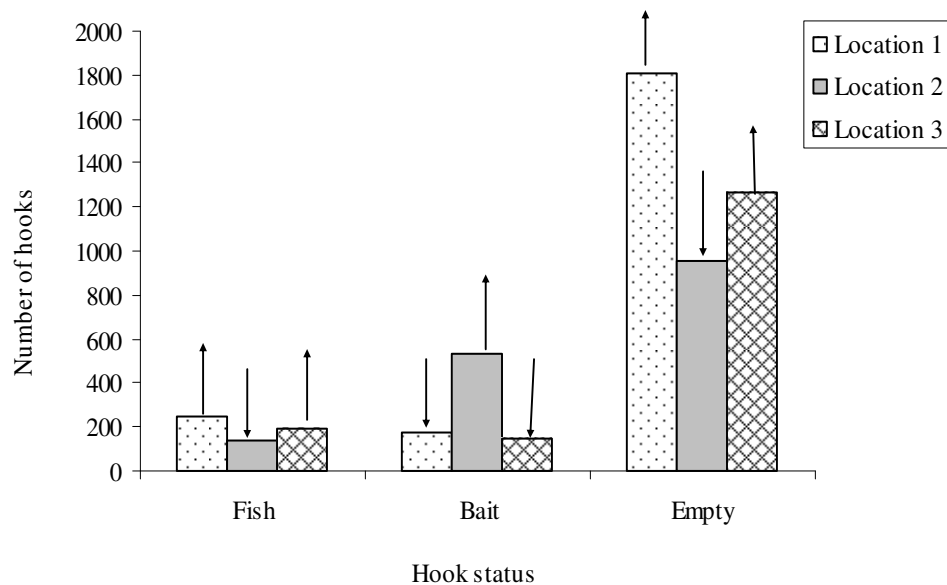 2000
1800
1600
1400
1200
1000
800
600
400
200
0
Number of hooks
Fish
Bait
Empty
Hook status
Location 1
Location 2
Location 3